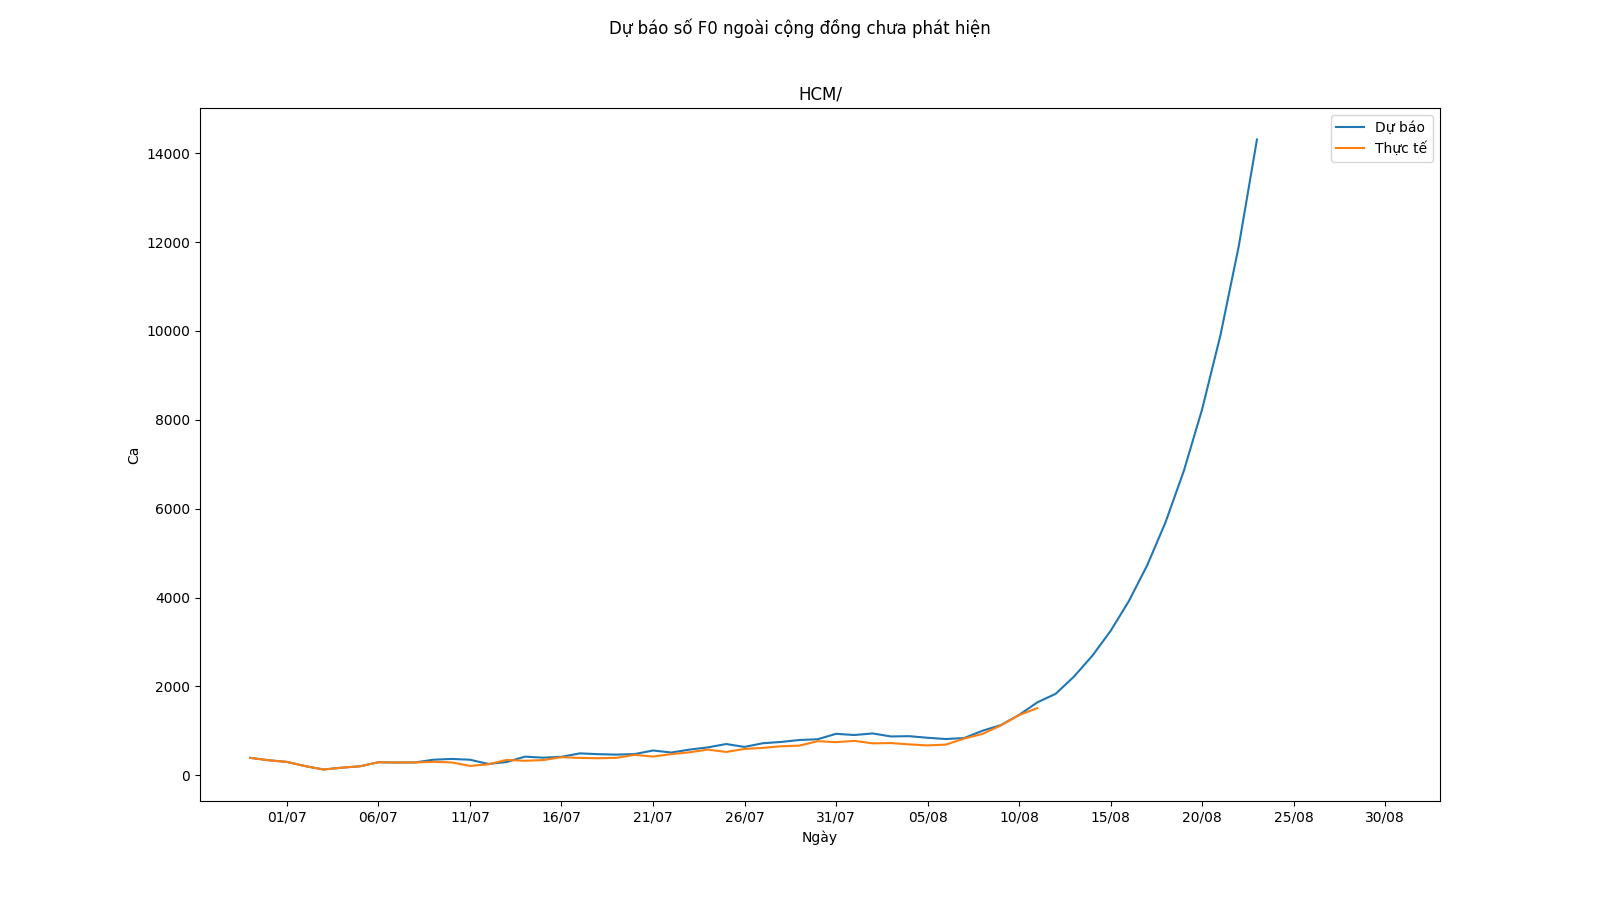 Dự báo số F0 ngoài cộng đồng chưa phát hiện
HCM/
Dự báo
Thực tế
14000
12000
10000
8000
6000
4000
2000
0
Ca
01/07 06/07 11/07 16/07 21/07 26/07 31/07 05/08 10/08 15/08 20/08 25/08 30/08
Ngày